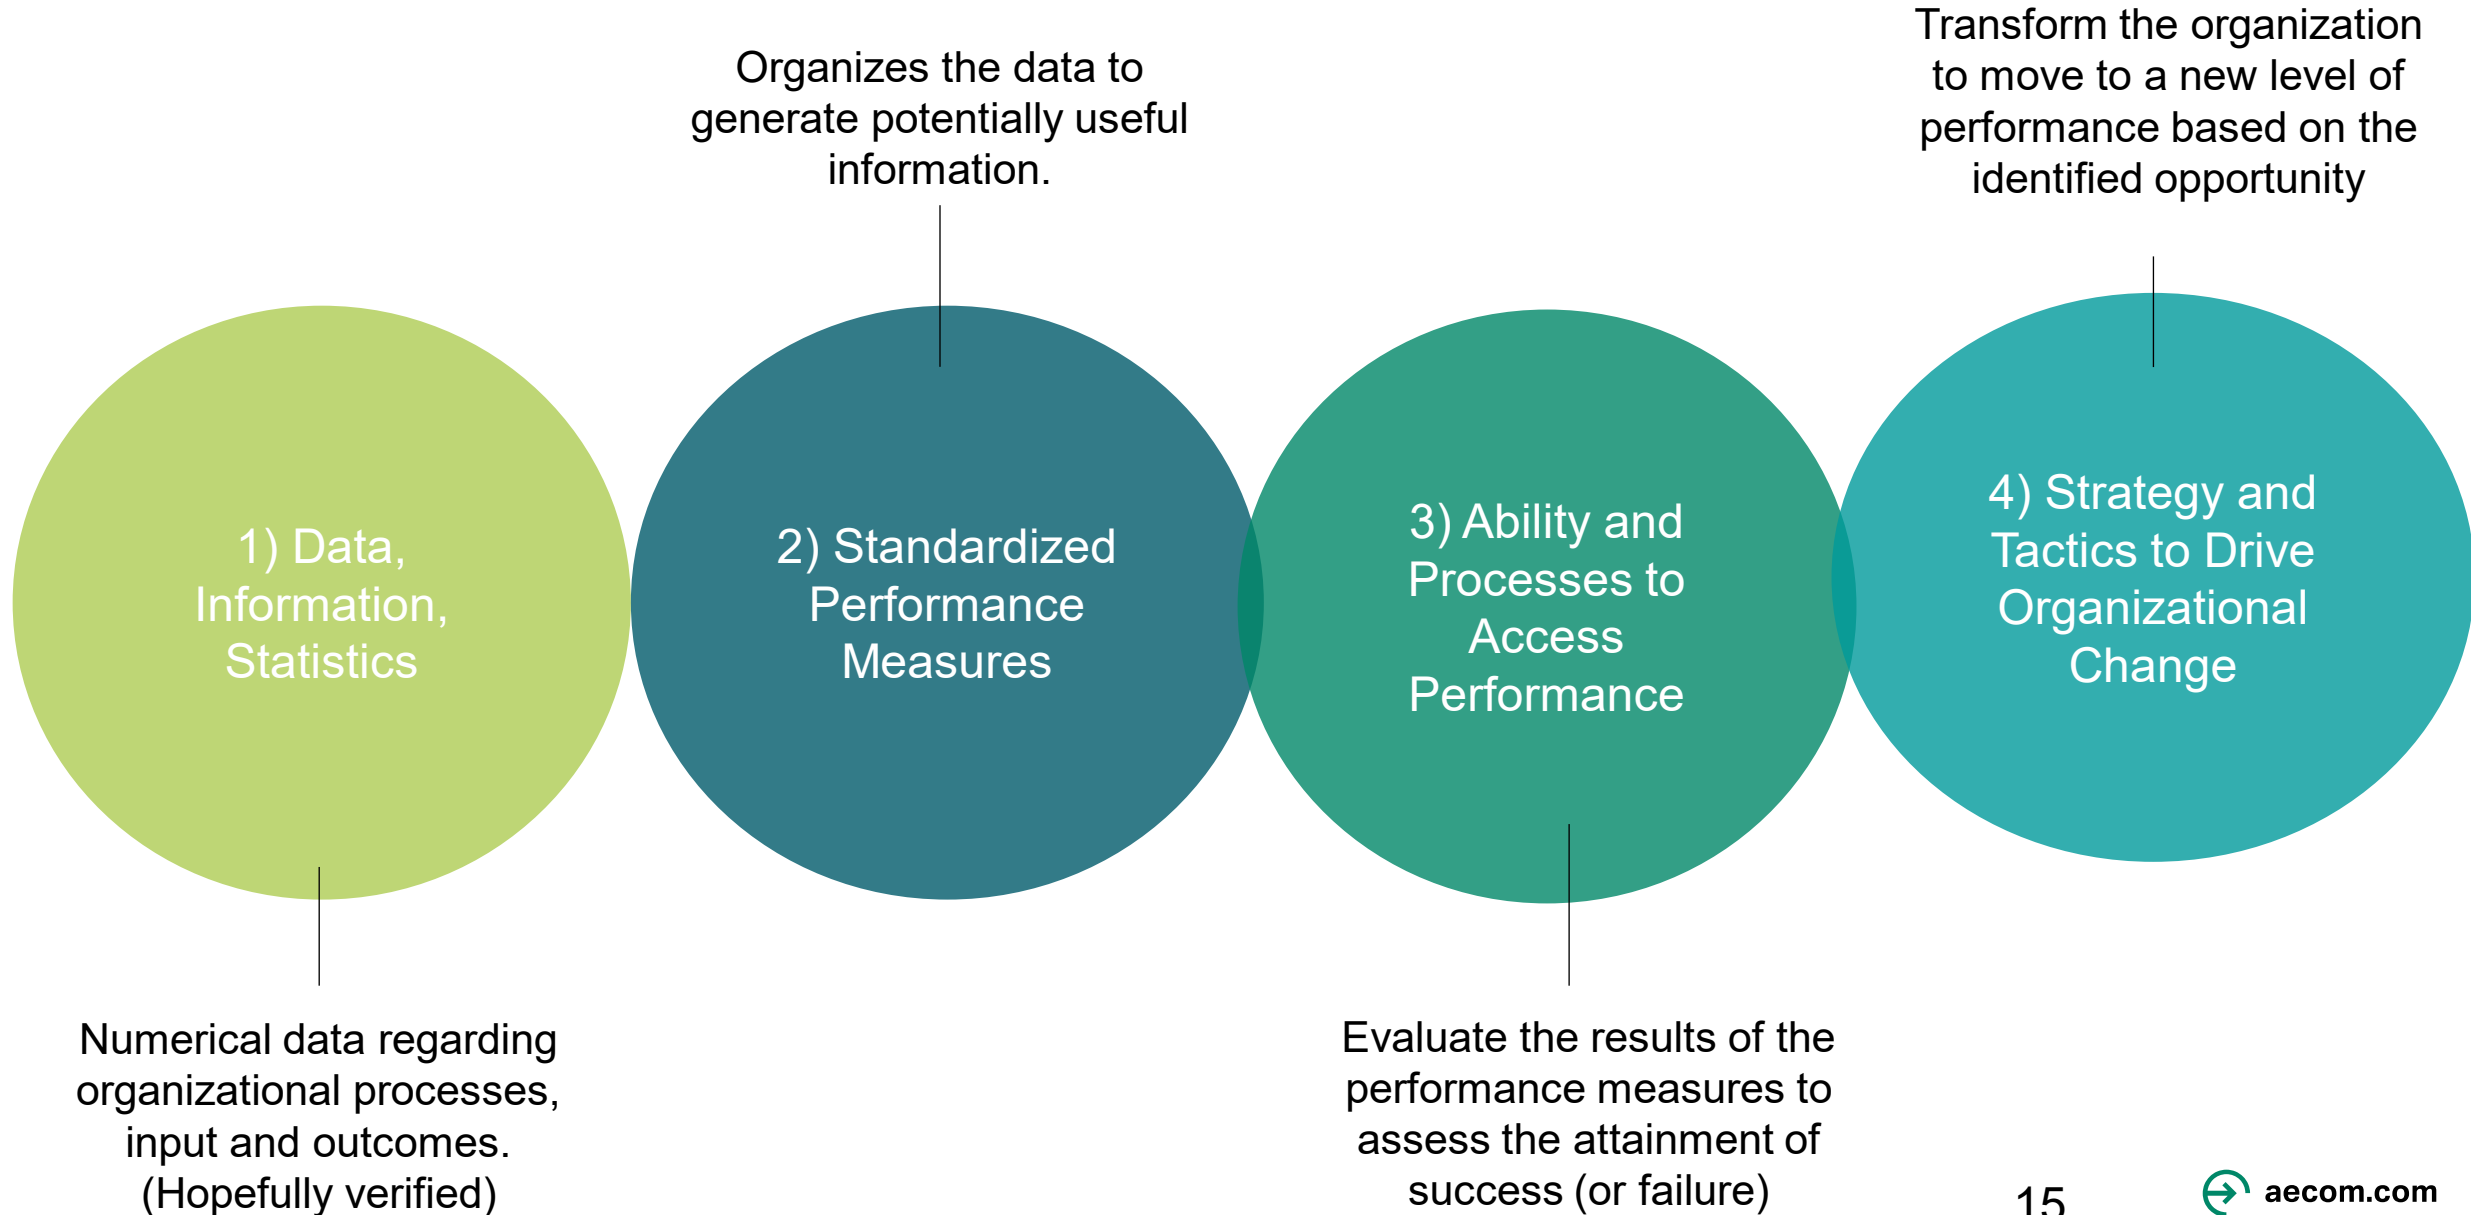 Organizes the data to
generate potentially useful
information.
Transform the organization
to move to a new level of
performance based on the
identified opportunity
1) Data,
Information,
Statistics
2) Standardized
Performance
Measures
3) Ability and
Processes to
Access
Performance
4) Strategy and
Tactics to Drive
Organizational
Change
Numerical data regarding
organizational processes,
input and outcomes.
(Hopefully verified)
Evaluate the results of the
performance measures to
assess the attainment of
success (or failure)
15
aecom.com